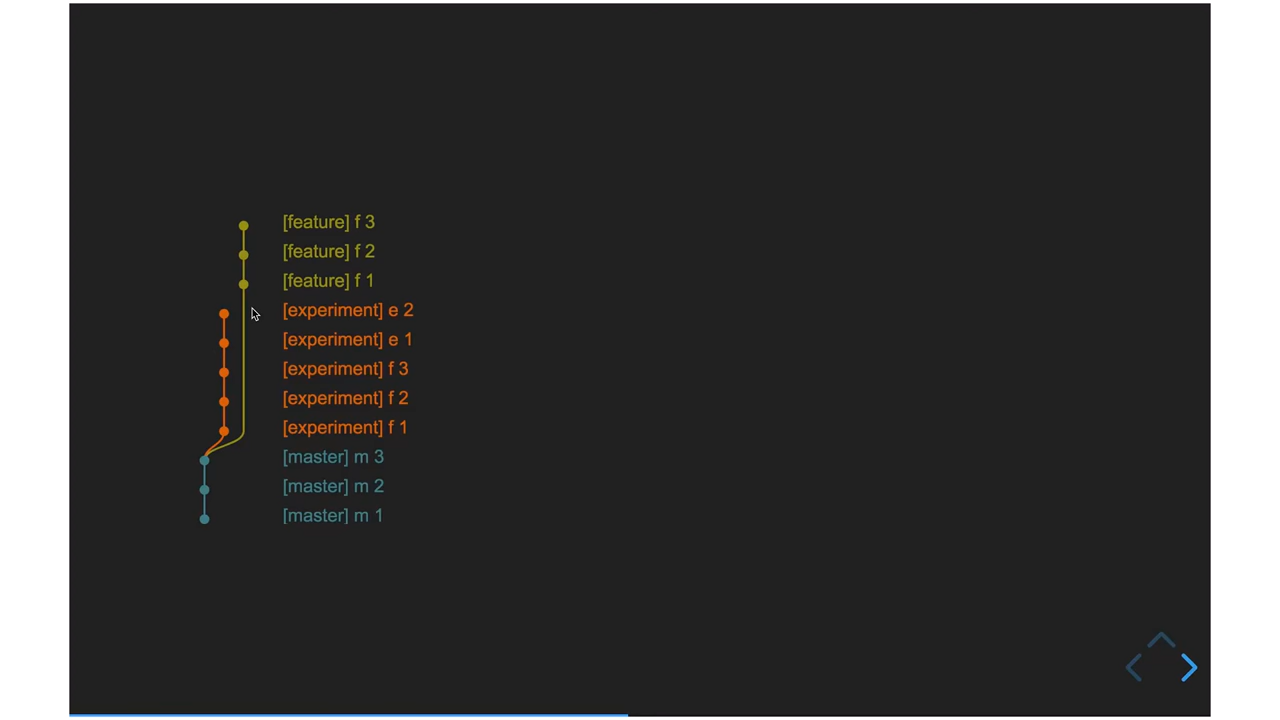 [feature] f 3
[feature] f 2
[feature] f 1
[experiment] e 2
[experiment] e 1
[experiment] f 3
[experiment] f 2
[experiment] f 1
[master] m 3
[master] m 2
[master] m 1